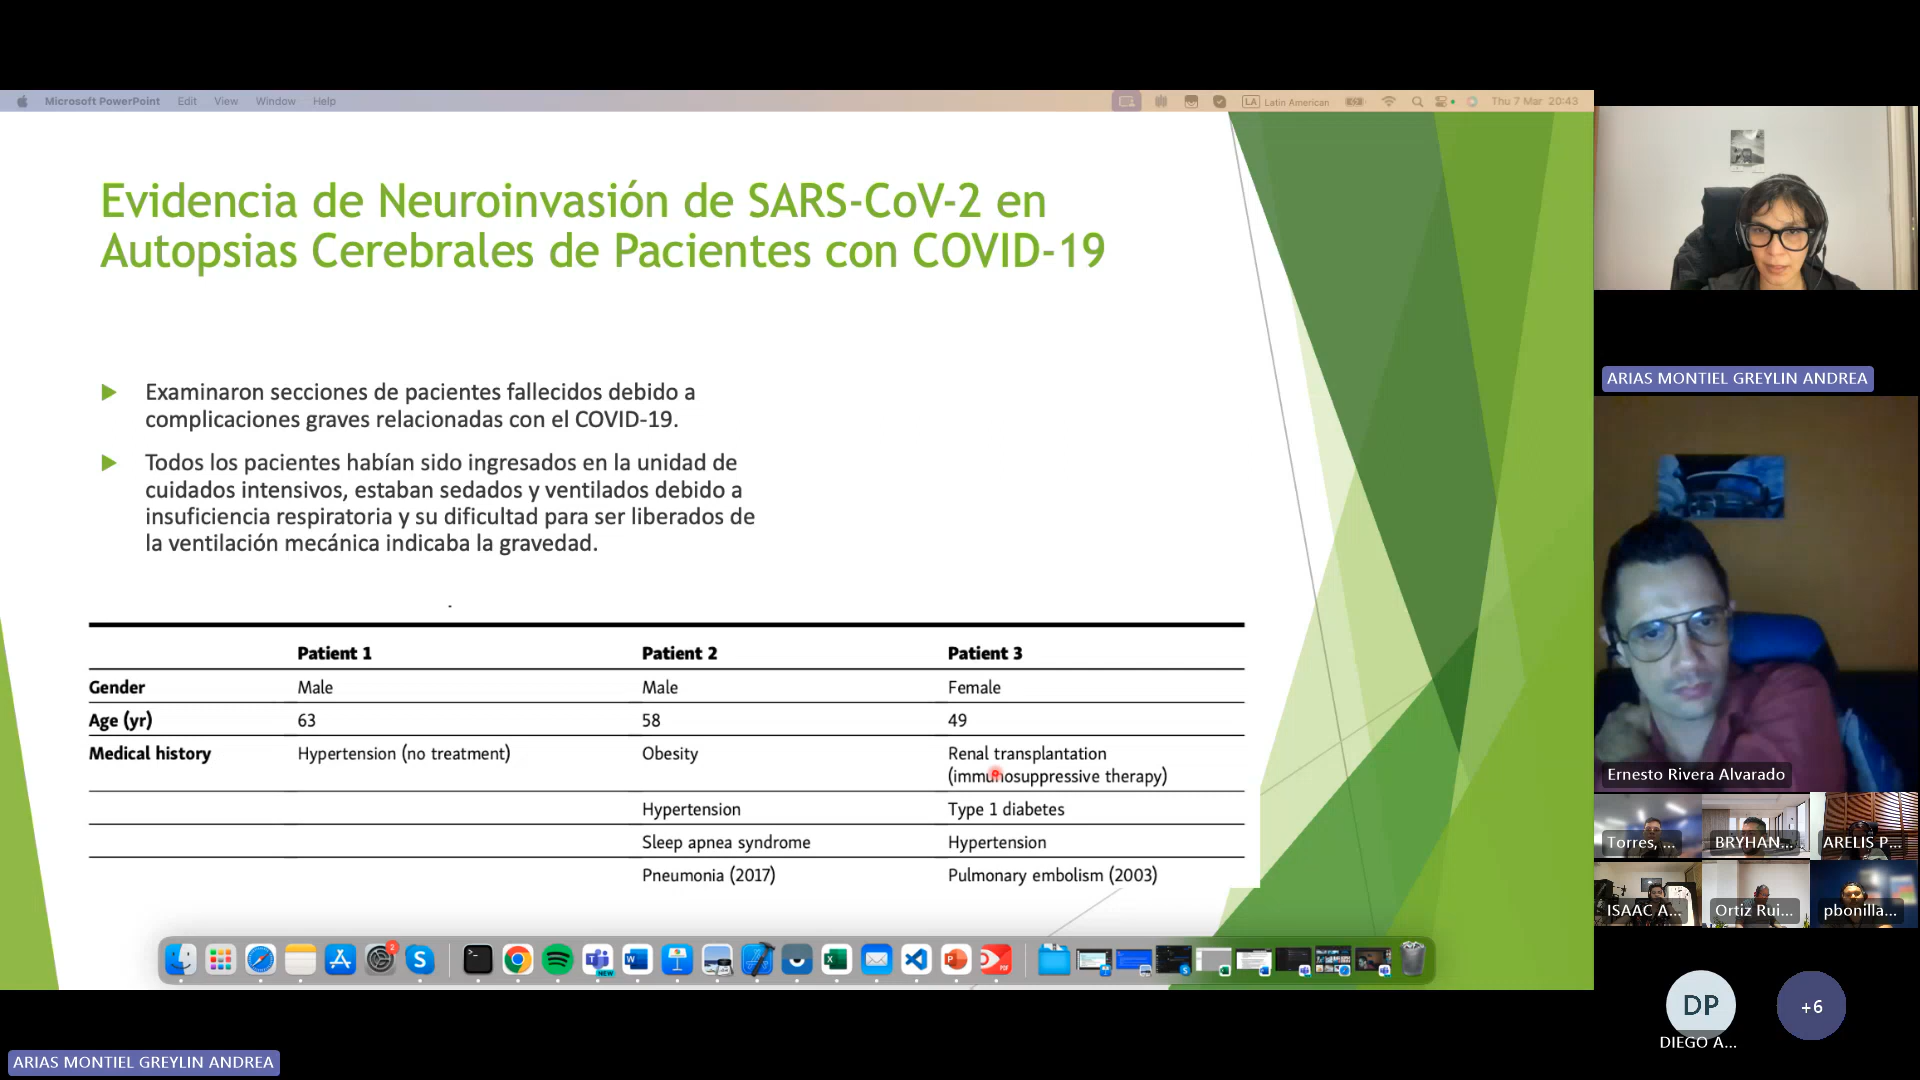 Microsoft PowerPoint Edit View Window Help
LA Latin American Thu 7 Mar 20:43
Evidencia de Neuroinvasión de SARS-CoV-2 en
Autopsias Cerebrales de Pacientes con COVID-19
Examinaron secciones de pacientes fallecidos debido a
complicaciones graves relacionadas con el COVID-19.
Todos los pacientes habían sido ingresados en la unidad de
cuidados intensivos, estaban sedados y ventilados debido a
insuficiencia respiratoria y su dificultad para ser liberados de
la ventilación mecánica indicaba la gravedad.
Patient 1 Patient 2 Patient 3
Gender Male Male Female
Age (yr) 63 58 49
Medical history Hypertension (no treatment) Obesity Renal transplantation
(immunosuppressive therapy)
Hypertension Type 1 diabetes
Sleep apnea syndrome Hypertension
Pneumonia (2017) Pulmonary embolism (2003)
2
NEW
ARIAS MONTIEL GREYLIN ANDREA
Ernesto Rivera Alvarado
Torres, ... BRYHAN... ARELIS P...
ISAAC A... Ortiz Rui... pbonilla...
DP
DIEGO A...
+6
ARIAS MONTIEL GREYLIN ANDREA